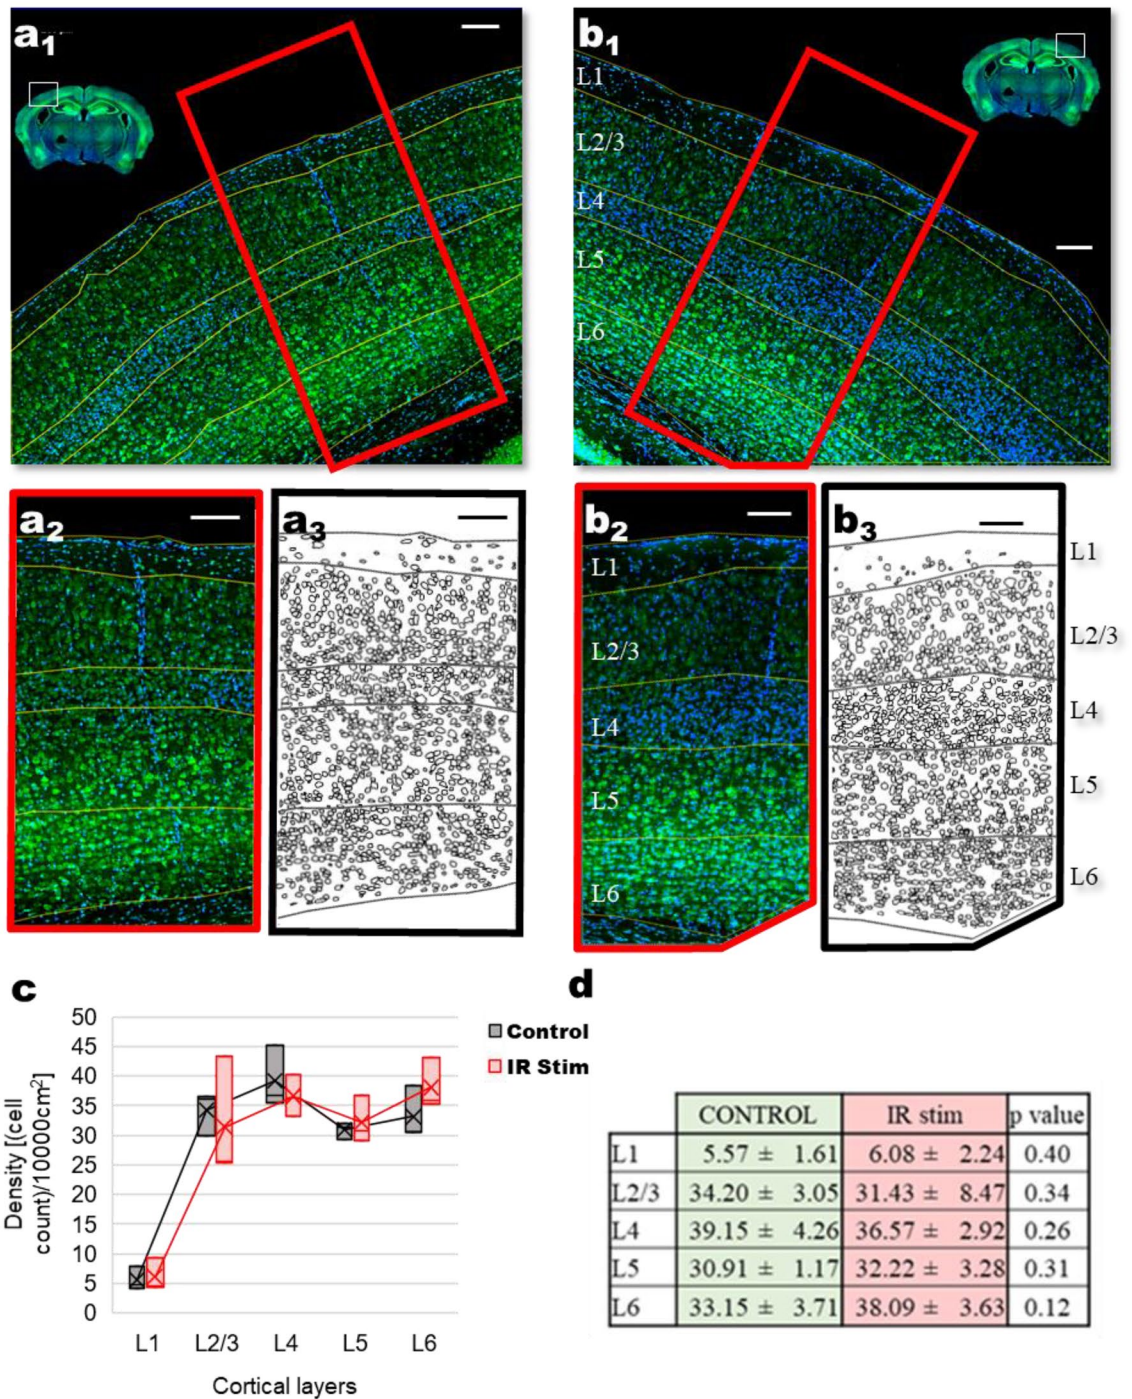 a1
b1
L1
L2/3
L4
L5
L6
a2
a3
b2
b3
L1
L2/3
L4
L5
L6
L1
L2/3
L4
L5
L6
c
d
50
45
40
35
30
25
20
15
10
5
0
Density [(cell
count)/10000cm²]
L1 L2/3 L4 L5 L6
Cortical layers
Control
IR Stim
CONTROL IR stim p value
L1 5.57 ± 1.61 6.08 ± 2.24 0.40
L2/3 34.20 ± 3.05 31.43 ± 8.47 0.34
L4 39.15 ± 4.26 36.57 ± 2.92 0.26
L5 30.91 ± 1.17 32.22 ± 3.28 0.31
L6 33.15 ± 3.71 38.09 ± 3.63 0.12